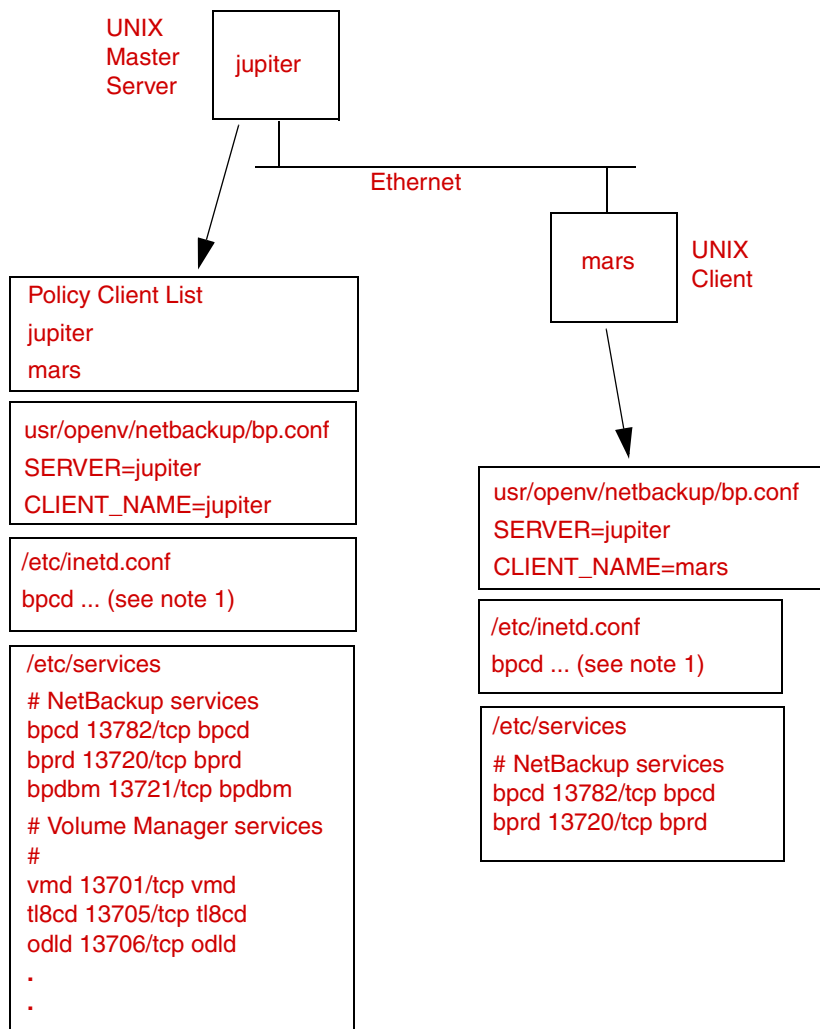 UNIX
Master
Server
jupiter
Ethernet
mars
UNIX
Client
Policy Client List
jupiter
mars
usr/openv/netbackup/bp.conf
SERVER=jupiter
CLIENT_NAME=jupiter
/etc/inetd.conf
bpcd ... (see note 1)
/etc/services
# NetBackup services
bpcd 13782/tcp bpcd
bprd 13720/tcp bprd
bpdbm 13721/tcp bpdbm
# Volume Manager services
#
vmd 13701/tcp vmd
tl8cd 13705/tcp tl8cd
odld 13706/tcp odld
.
.
usr/openv/netbackup/bp.conf
SERVER=jupiter
CLIENT_NAME=mars
/etc/inetd.conf
bpcd ... (see note 1)
/etc/services
# NetBackup services
bpcd 13782/tcp bpcd
bprd 13720/tcp bprd